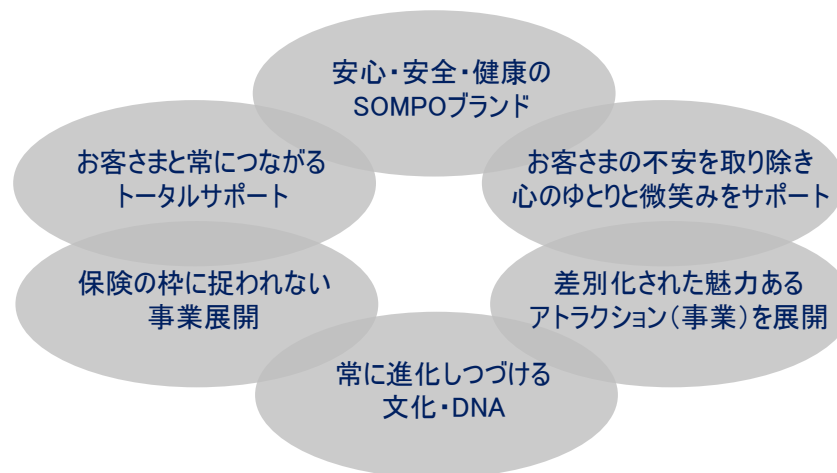 安心・安全・健康の
SOMPOブランド
お客さまと常につながる
トータルサポート
お客さまの不安を取り除き
心のゆとりと微笑みをサポート
保険の枠に捉われない
事業展開
差別化された魅力ある
アトラクション（事業）を展開
常に進化しつづける
文化・DNA